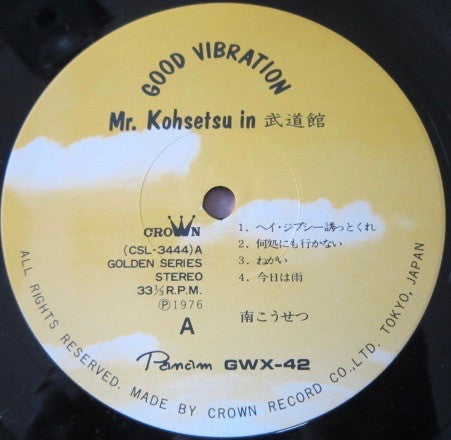 GOOD VIBRATION
Mr. Kohsetsu in 武道館
CROWN
(CSL-3444)A
GOLDEN SERIES
STEREO
33⅓R.P.M.
Ⓟ1976
A
1. ヘイ・ジプシー誘っとくれ
2. 何処にも行かない
3. ねがい
4. 今日は雨
南こうせつ
Panam GWX-42
ALL RIGHTS RESERVED. MADE BY CROWN RECORD CO.,LTD. TOKYO, JAPAN